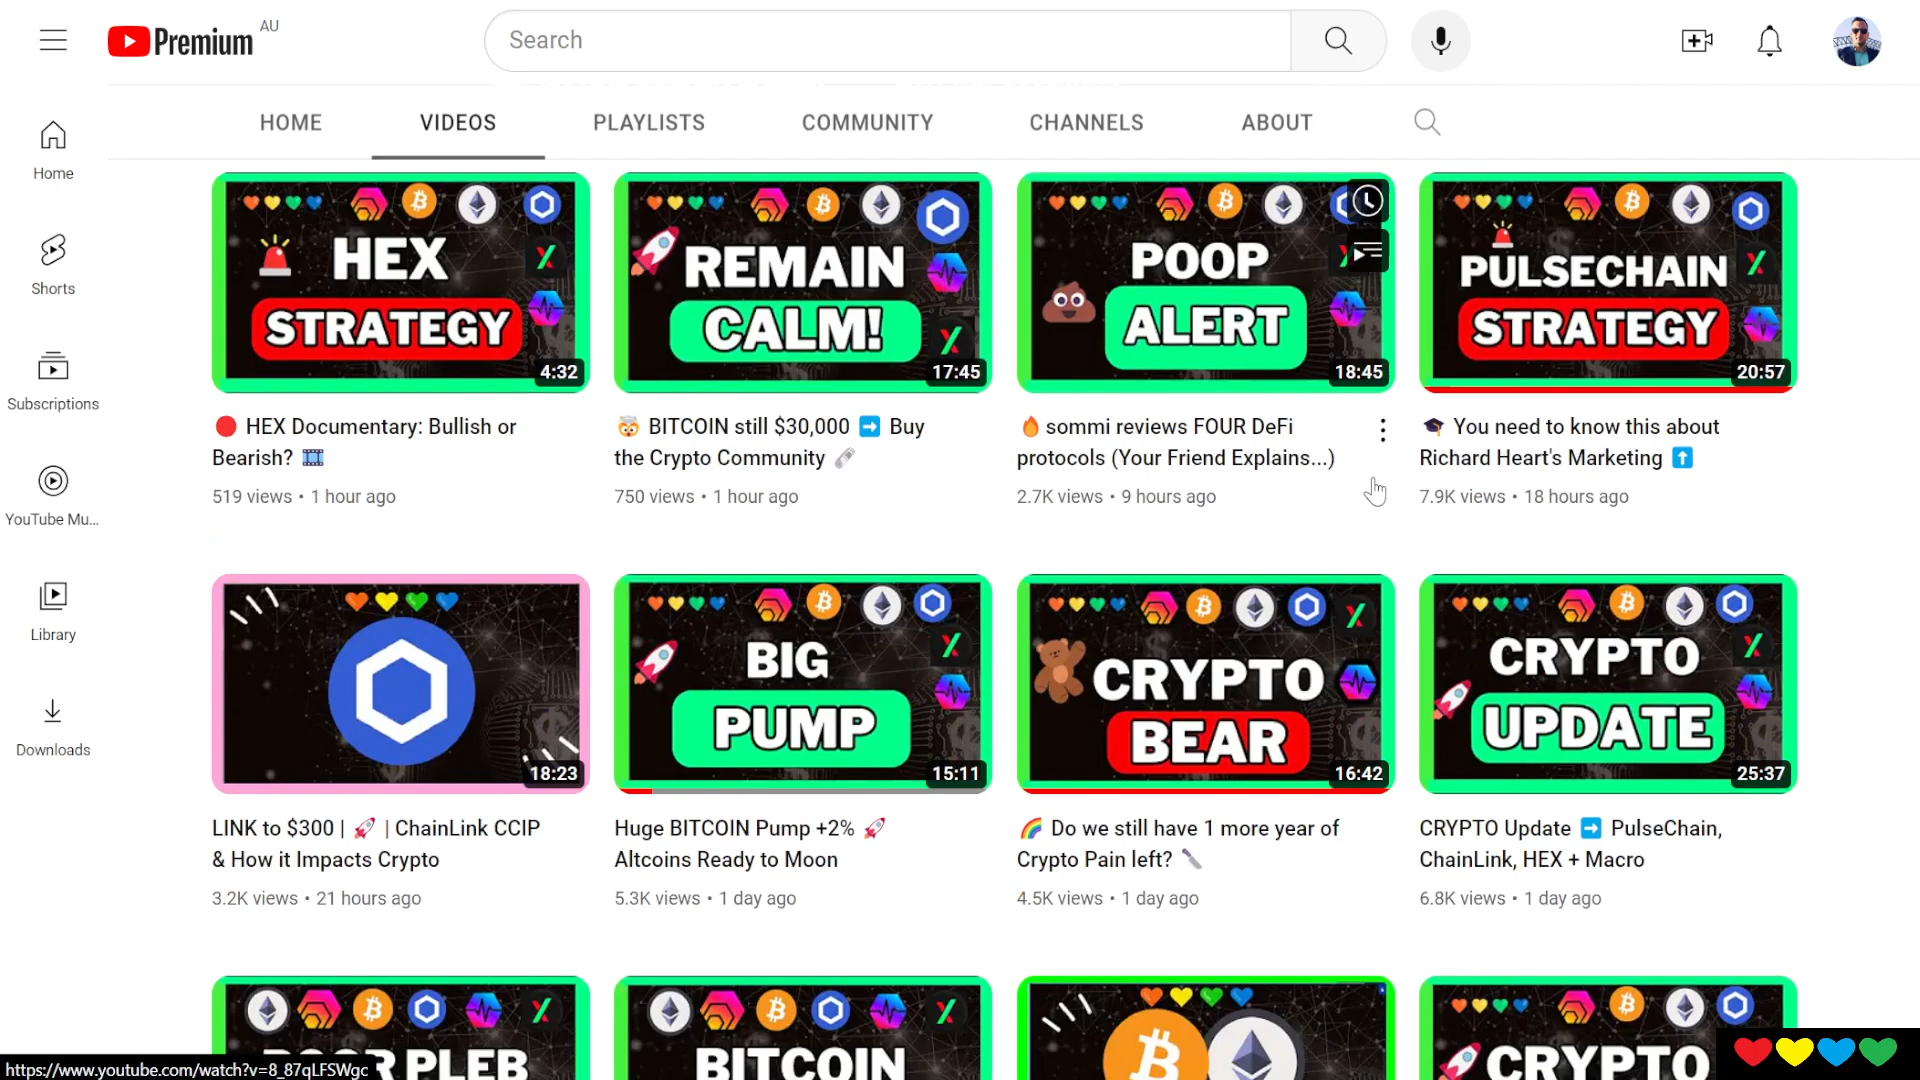 Premium AU
Search
HOME VIDEOS PLAYLISTS COMMUNITY CHANNELS ABOUT
Home
Shorts
Subscriptions
YouTube Mu...
Library
Downloads
HEX
STRATEGY
4:32
REMAIN
CALM!
17:45
POOP
ALERT
18:45
PULSECHAIN
STRATEGY
20:57
🔴 HEX Documentary: Bullish or
Bearish? 🎞️
519 views • 1 hour ago
🤯 BITCOIN still $30,000 ➡️ Buy
the Crypto Community 🩹
750 views • 1 hour ago
🔥 sommi reviews FOUR DeFi
protocols (Your Friend Explains...)
2.7K views • 9 hours ago
🎓 You need to know this about
Richard Heart's Marketing ⬆️
7.9K views • 18 hours ago
18:23
BIG
PUMP
15:11
CRYPTO
BEAR
16:42
CRYPTO
UPDATE
25:37
LINK to $300 | 🚀 | ChainLink CCIP
& How it Impacts Crypto
3.2K views • 21 hours ago
Huge BITCOIN Pump +2% 🚀
Altcoins Ready to Moon
5.3K views • 1 day ago
🌈 Do we still have 1 more year of
Crypto Pain left? 🔪
4.5K views • 1 day ago
CRYPTO Update ➡️ PulseChain,
ChainLink, HEX + Macro
6.8K views • 1 day ago
PLEB
BITCOIN
CRYPTO
https://www.youtube.com/watch?v=8_87qLFSWgc